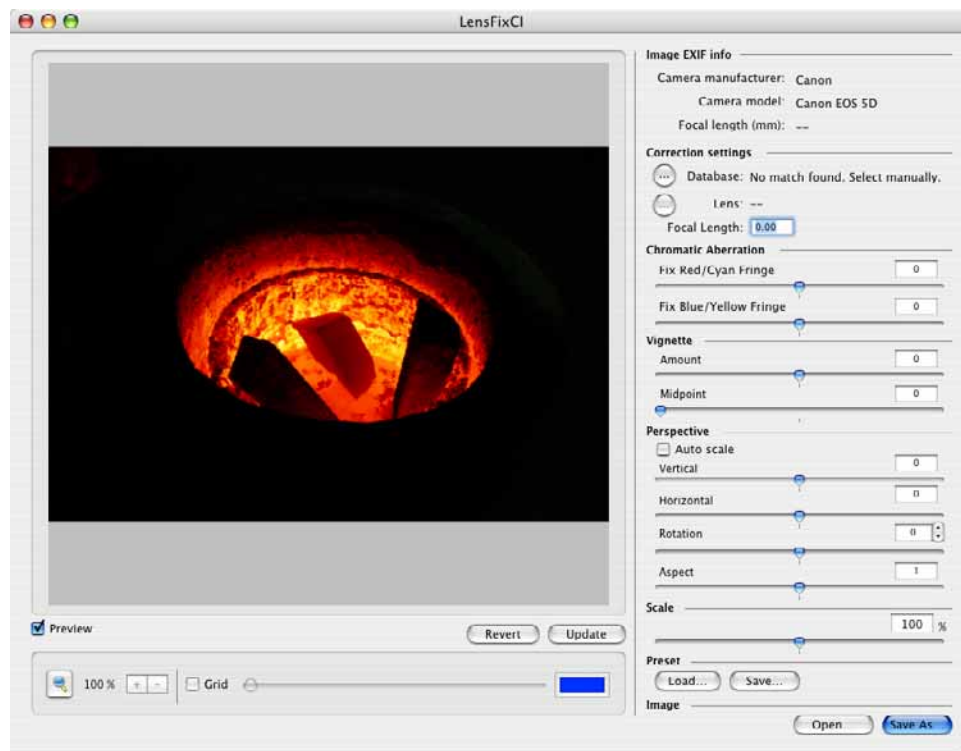 LensFixCI
Image EXIF info
Camera manufacturer: Canon
Camera model: Canon EOS 5D
Focal length (mm): --
Correction settings
... Database: No match found. Select manually.
... Lens: --
Focal Length: 0.00
Chromatic Aberration
Fix Red/Cyan Fringe 0
Fix Blue/Yellow Fringe 0
Vignette
Amount 0
Midpoint 0
Perspective
Auto scale
Vertical 0
Horizontal 0
Rotation 0
Aspect 1
Scale
100 %
Preset
Load... Save...
Image
Open Save As
Preview
Revert Update
100 % + - Grid